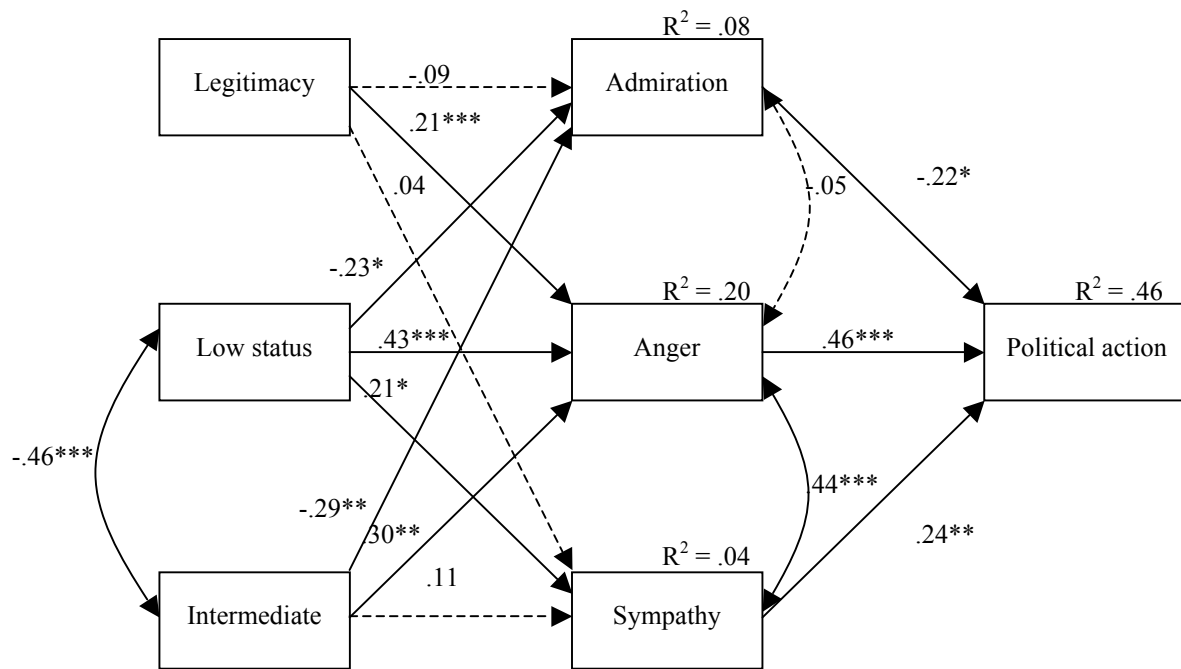 R² = .08
Legitimacy
-.09
Admiration
.21***
.04
-.05
-.22*
-.23*
R² = .20
R² = .46
Low status
.43***
Anger
.46***
Political action
.21*
-.46***
.44***
-.29**
.30**
.24**
R² = .04
.11
Intermediate
Sympathy